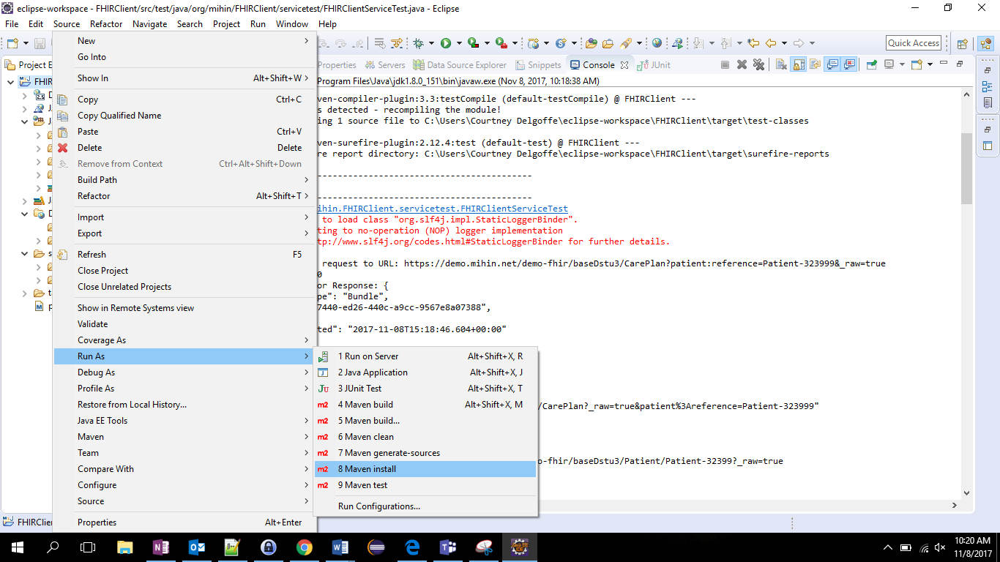 eclipse-workspace - FHIRClient/src/test/java/org/mihin/FHIRClient/servicetest/FHIRClientServiceTest.java - Eclipse
File Edit Source Refactor Navigate Search Project Run Window Help
Quick Access
Project E
Properties Servers Data Source Explorer Snippets Console JUnit
Program Files\Java\jdk1.8.0_151\bin\javaw.exe (Nov 8, 2017, 10:18:38 AM)
New
Go Into
Show In Alt+Shift+W
Copy Ctrl+C
Copy Qualified Name
Paste Ctrl+V
Delete Delete
Remove from Context Ctrl+Alt+Shift+Down
Build Path
Refactor Alt+Shift+T
Import
Export
Refresh F5
Close Project
Close Unrelated Projects
Show in Remote Systems view
Validate
Coverage As
Run As
Debug As
Profile As
Restore from Local History...
Java EE Tools
Maven
Team
Compare With
Configure
Source
Properties Alt+Enter
1 Run on Server Alt+Shift+X, R
2 Java Application Alt+Shift+X, J
3 JUnit Test Alt+Shift+X, T
m2 4 Maven build Alt+Shift+X, M
m2 5 Maven build...
m2 6 Maven clean
m2 7 Maven generate-sources
m2 8 Maven install
m2 9 Maven test
Run Configurations...
ven-compiler-plugin:3.3:testCompile (default-testCompile) @ FHIRClient ---
s detected - recompiling the module!
ng 1 source file to C:\Users\Courtney Delgoffe\eclipse-workspace\FHIRClient\target\test-classes
ven-surefire-plugin:2.12.4:test (default-test) @ FHIRClient ---
re report directory: C:\Users\Courtney Delgoffe\eclipse-workspace\FHIRClient\target\surefire-reports
---------------------------------------
---------------------------------------
ihin.FHIRClient.servicetest.FHIRClientServiceTest
to load class "org.slf4j.impl.StaticLoggerBinder".
ting to no-operation (NOP) logger implementation
tp://www.slf4j.org/codes.html#StaticLoggerBinder for further details.
request to URL: https://demo.mihin.net/demo-fhir/baseDstu3/CarePlan?patient:reference=Patient-323999&_raw=true
0
or Response: {
pe": "Bundle",
7440-ed26-440c-a9cc-9567e8a07388",
ted": "2017-11-08T15:18:46.604+00:00"
/CarePlan?_raw=true&patient%3Areference=Patient-323999"
o-fhir/baseDstu3/Patient/Patient-32399?_raw=true
FHIRClie
10:20 AM
11/8/2017